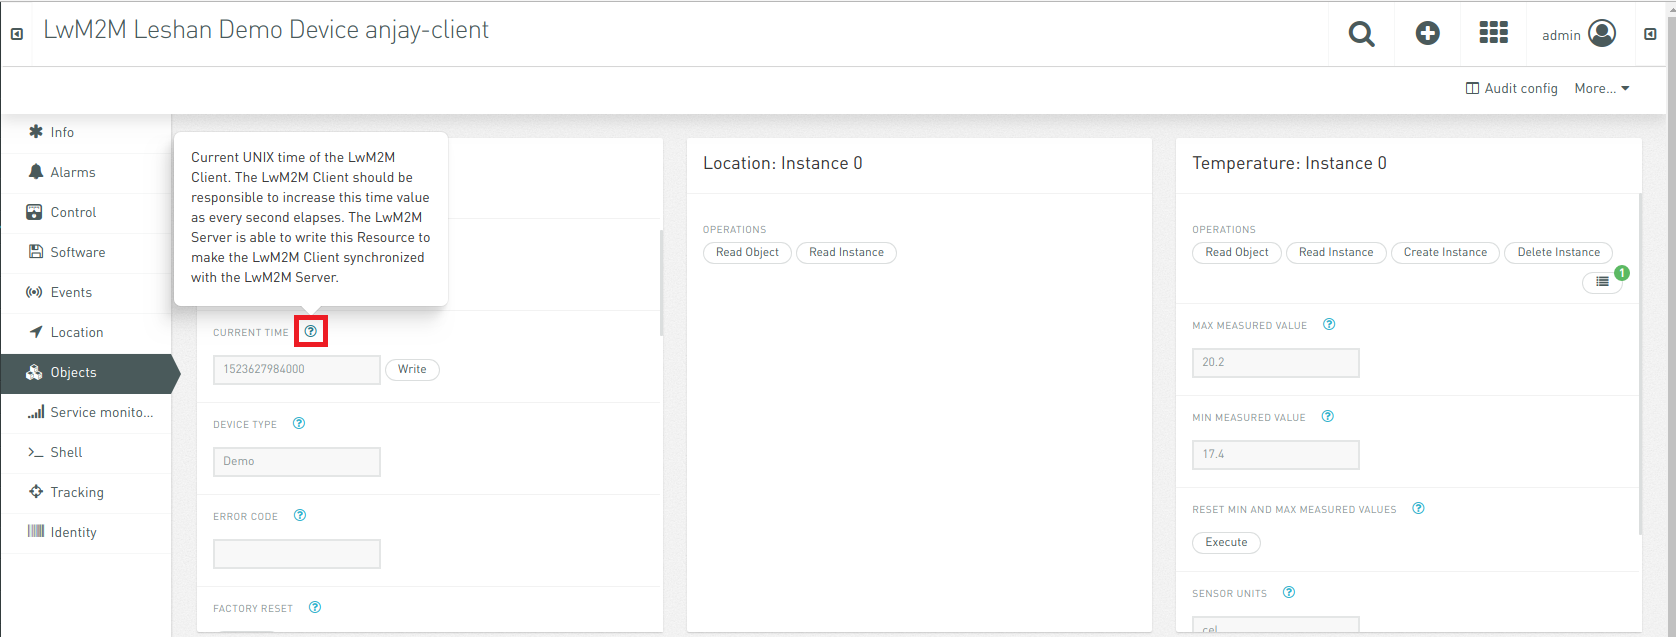 LwM2M Leshan Demo Device anjay-client
admin
Audit config
More...
Info
Alarms
Control
Software
Events
Location
Objects
Service monito...
Shell
Tracking
Identity
Current UNIX time of the LwM2M
Client. The LwM2M Client should be
responsible to increase this time value
as every second elapses. The LwM2M
Server is able to write this Resource to
make the LwM2M Client synchronized
with the LwM2M Server.
CURRENT TIME ?
1523627984000
Write
DEVICE TYPE ?
Demo
ERROR CODE ?
FACTORY RESET ?
Location: Instance 0
OPERATIONS
Read Object
Read Instance
Temperature: Instance 0
OPERATIONS
Read Object
Read Instance
Create Instance
Delete Instance
1
MAX MEASURED VALUE ?
20.2
MIN MEASURED VALUE ?
17.4
RESET MIN AND MAX MEASURED VALUES ?
Execute
SENSOR UNITS ?
cel